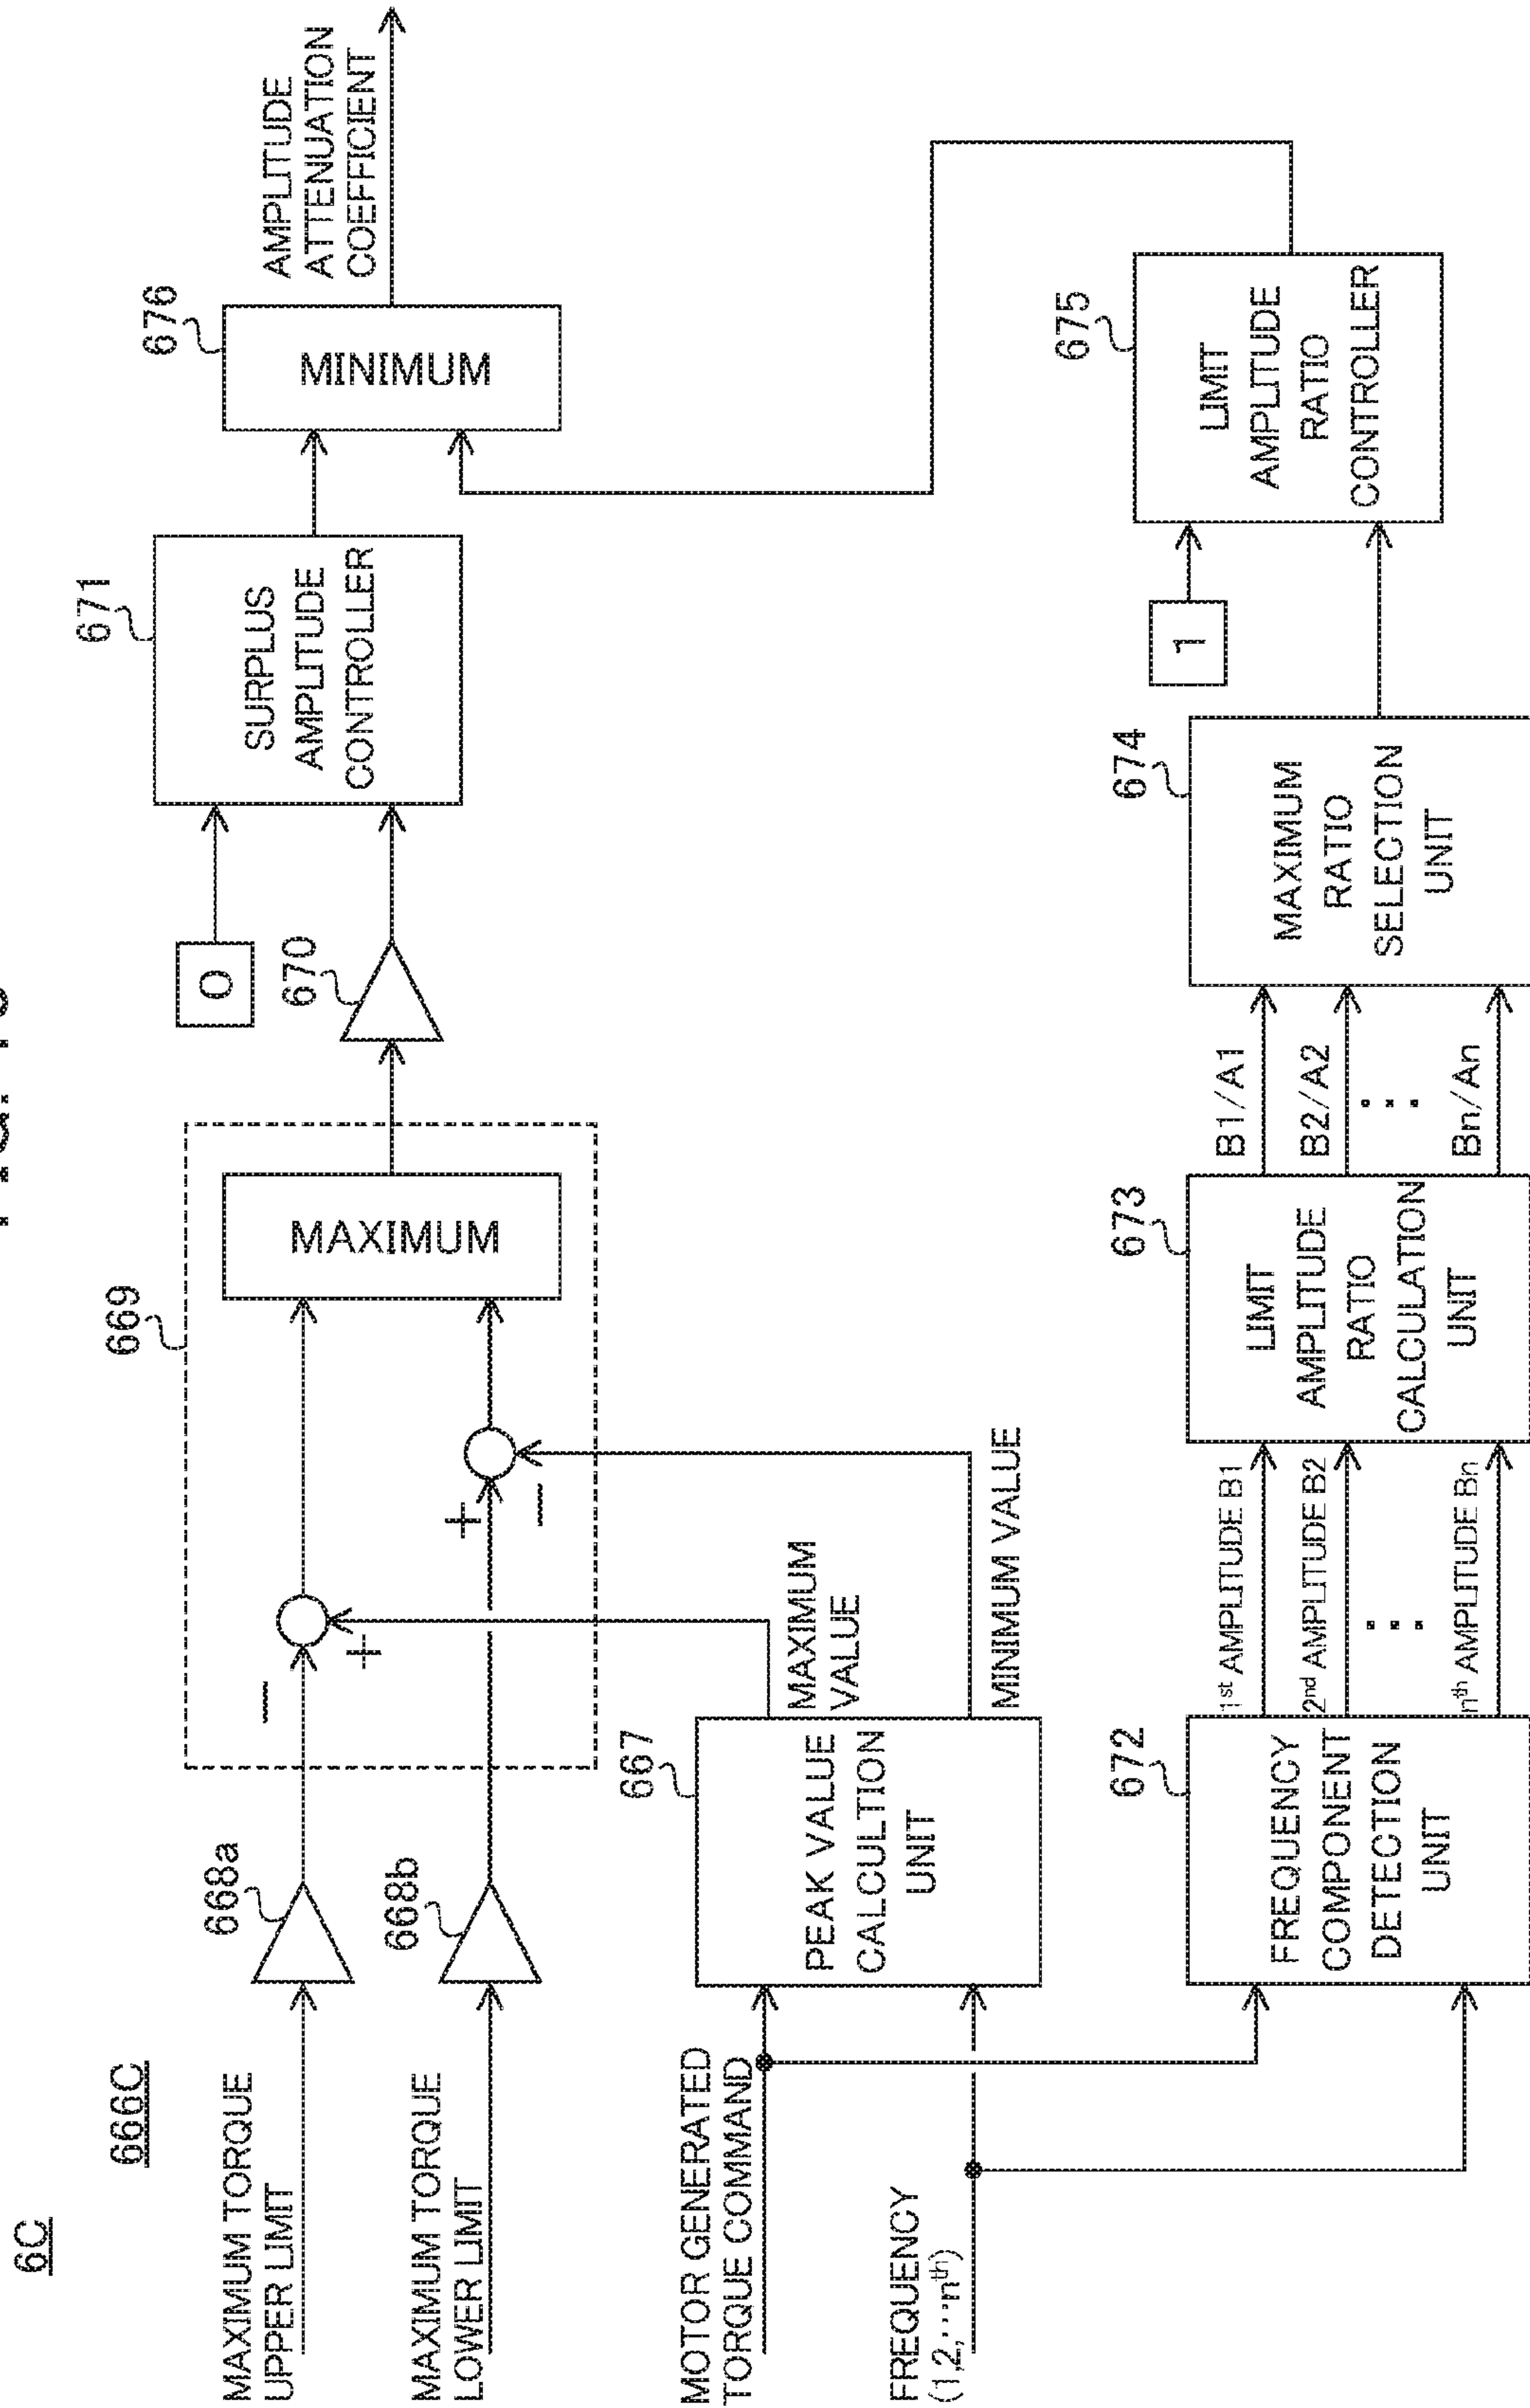 6C
666C
MAXIMUM TORQUE
UPPER LIMIT
MAXIMUM TORQUE
LOWER LIMIT
MOTOR GENERATED
TORQUE COMMAND
FREQUENCY
(1,2,···nth)
668a
668b
667
PEAK VALUE
CALCULTION
UNIT
672
FREQUENCY
COMPONENT
DETECTION
UNIT
669
−
+
+
−
MAXIMUM
VALUE
MINIMUM VALUE
1st AMPLITUDE B1
2nd AMPLITUDE B2
···
nth AMPLITUDE Bn
MAXIMUM
673
LIMIT
AMPLITUDE
RATIO
CALCULATION
UNIT
B1/A1
B2/A2
···
Bn/An
670
0
674
MAXIMUM
RATIO
SELECTION
UNIT
671
SURPLUS
AMPLITUDE
CONTROLLER
1
675
LIMIT
AMPLITUDE
RATIO
CONTROLLER
676
MINIMUM
AMPLITUDE
ATTENUATION
COEFFICIENT